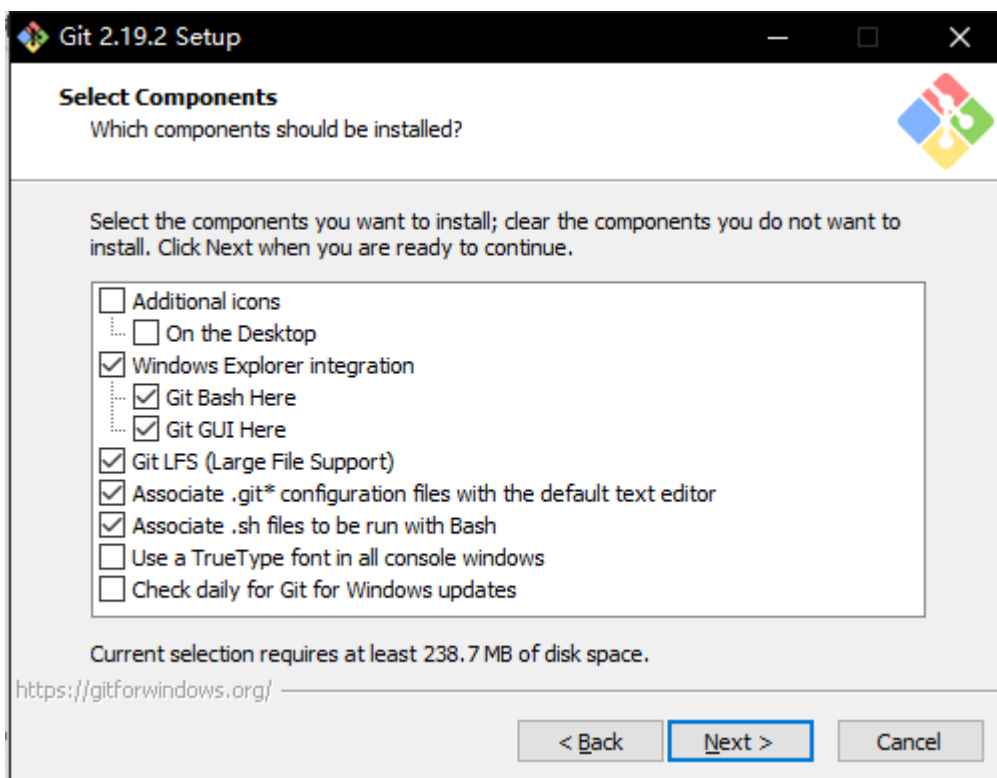 Git 2.19.2 Setup
Select Components
Which components should be installed?
Select the components you want to install; clear the components you do not want to
install. Click Next when you are ready to continue.
Additional icons
On the Desktop
Windows Explorer integration
Git Bash Here
Git GUI Here
Git LFS (Large File Support)
Associate .git* configuration files with the default text editor
Associate .sh files to be run with Bash
Use a TrueType font in all console windows
Check daily for Git for Windows updates
Current selection requires at least 238.7 MB of disk space.
https://gitforwindows.org/
< Back
Next >
Cancel